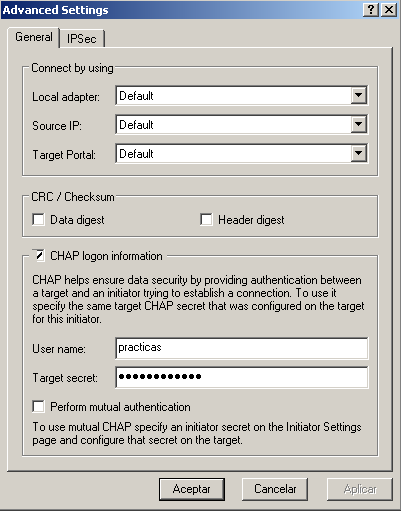 Advanced Settings
General IPSec
Connect by using
Local adapter: Default
Source IP: Default
Target Portal: Default
CRC / Checksum
Data digest Header digest
CHAP logon information
CHAP helps ensure data security by providing authentication between
a target and an initiator trying to establish a connection. To use it
specify the same target CHAP secret that was configured on the target
for this initiator.
User name: practicas
Target secret: ●●●●●●●●●●●●
Perform mutual authentication
To use mutual CHAP specify an initiator secret on the Initiator Settings
page and configure that secret on the target.
Aceptar Cancelar Aplicar